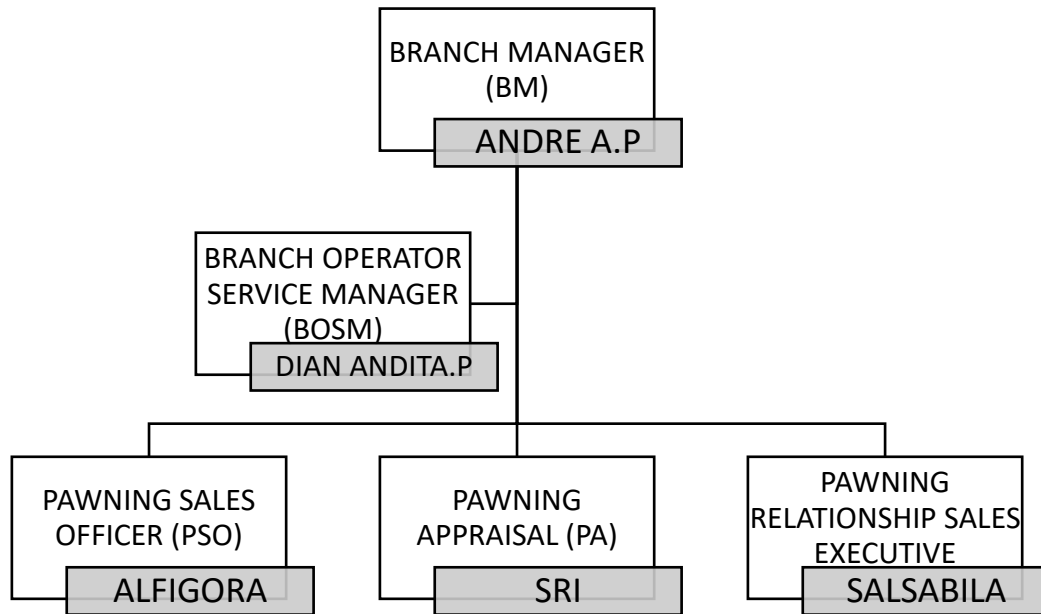 BRANCH MANAGER
(BM)
ANDRE A.P
BRANCH OPERATOR
SERVICE MANAGER
(BOSM)
DIAN ANDITA.P
PAWNING SALES
OFFICER (PSO)
ALFIGORA
PAWNING
APPRAISAL (PA)
SRI
PAWNING
RELATIONSHIP SALES
EXECUTIVE
SALSABILA